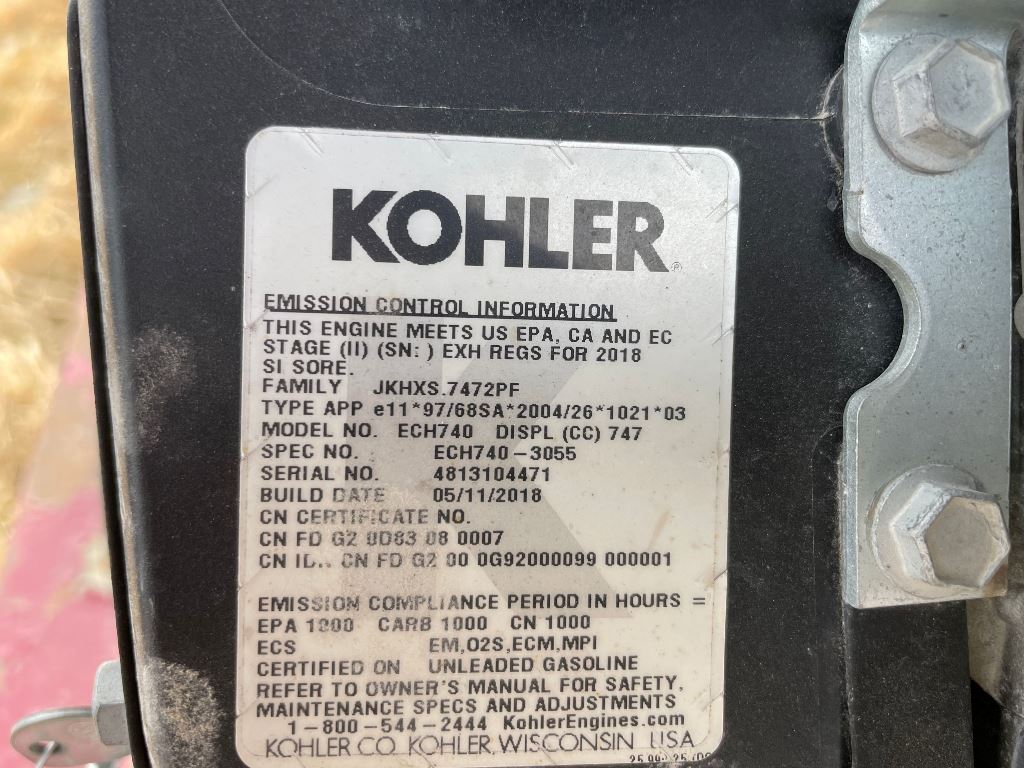 KOHLER®
EMISSION CONTROL INFORMATION
THIS ENGINE MEETS US EPA, CA AND EC
STAGE (II) (SN: ) EXH REGS FOR 2018
SI SORE.
FAMILY JKHXS.7472PF
TYPE APP e11*97/68SA*2004/26*1021*03
MODEL NO. ECH740 DISPL (CC) 747
SPEC NO. ECH740-3055
SERIAL NO. 4813104471
BUILD DATE 05/11/2018
CN CERTIFICATE NO.
CN FD G2 0D83 08 0007
CN CN FD G2 00 0G92000099 000001
EMISSION COMPLIANCE PERIOD IN HOURS =
EPA CARB 1000 CN 1000
ECS EM,O2S,ECM,MPI
CERTIFIED ON UNLEADED GASOLINE
REFER TO OWNER'S MANUAL FOR SAFETY,
MAINTENANCE SPECS AND ADJUSTMENTS
1-800-544-2444 KohlerEngines.com
KOHLER CO. KOHLER, WISCONSIN USA